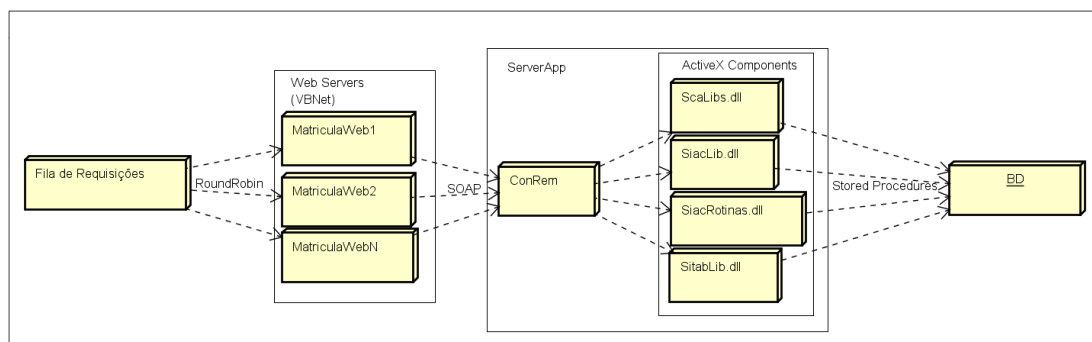 Fila de Requisições
RoundRobin
Web Servers
(VBNet)
MatriculaWeb1
MatriculaWeb2
MatriculaWebN
SOAP
ServerApp
ConRem
ActiveX Components
ScaLibs.dll
SiacLib.dll
SiacRotinas.dll
SitabLib.dll
Stored Procedures
BD